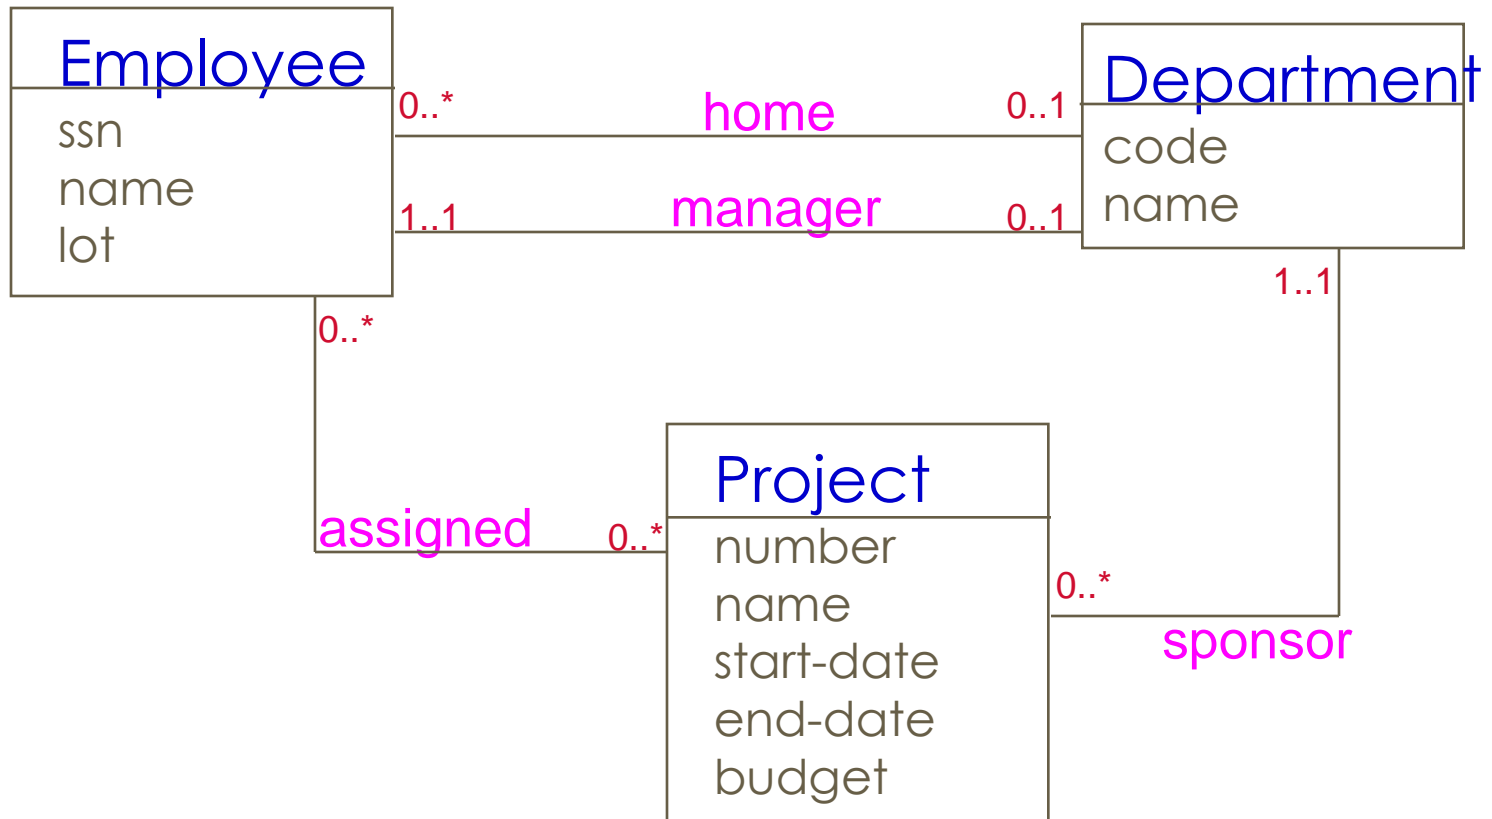 Employee
ssn
name
lot
0..*
home
0..1
1..1
manager
0..1
Department
code
name
1..1
0..*
assigned
0..*
Project
number
name
start-date
end-date
budget
0..*
sponsor